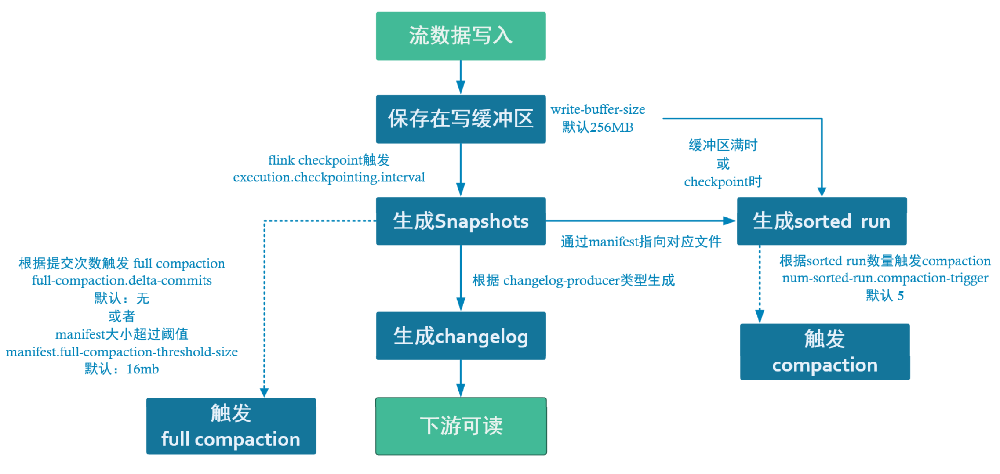 流数据写入
保存在写缓冲区
write-buffer-size
默认256MB
缓冲区满时
或
checkpoint时
flink checkpoint触发
execution.checkpointing.interval
生成Snapshots
生成sorted run
通过manifest指向对应文件
根据提交次数触发 full compaction
full-compaction.delta-commits
默认：无
或者
manifest大小超过阈值
manifest.full-compaction-threshold-size
默认：16mb
根据 changelog-producer类型生成
根据sorted run数量触发compaction
num-sorted-run.compaction-trigger
默认 5
生成changelog
触发
compaction
触发
full compaction
下游可读